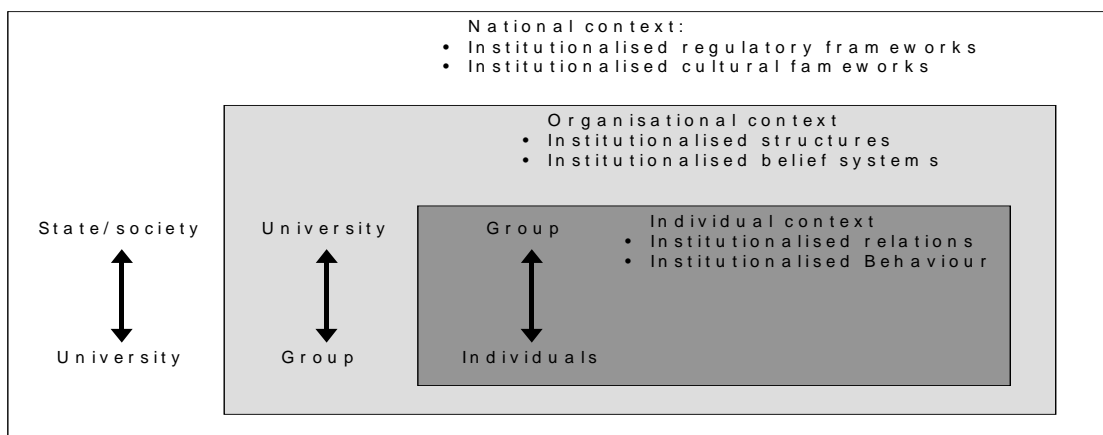 National context:
• Institutionalised regulatory frameworks
• Institutionalised cultural fameworks
Organisational context
• Institutionalised structures
• Institutionalised belief systems
State/society
University
Group
Individual context
• Institutionalised relations
• Institutionalised Behaviour
University
Group
Individuals